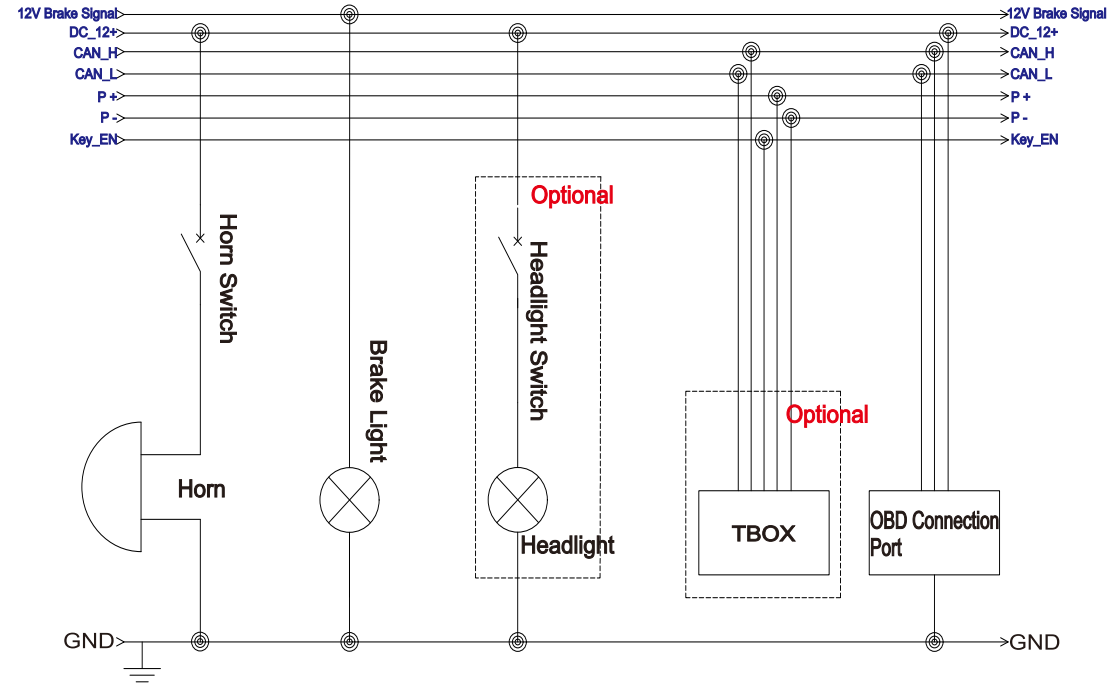 12V Brake Signal
12V Brake Signal
DC_12+
DC_12+
CAN_H
CAN_H
CAN_L
CAN_L
P +
P +
P -
P -
Key_EN
Key_EN
Optional
Horn Switch
Headlight Switch
Brake Light
Optional
Horn
Headlight
TBOX
OBD Connection
Port
GND
GND